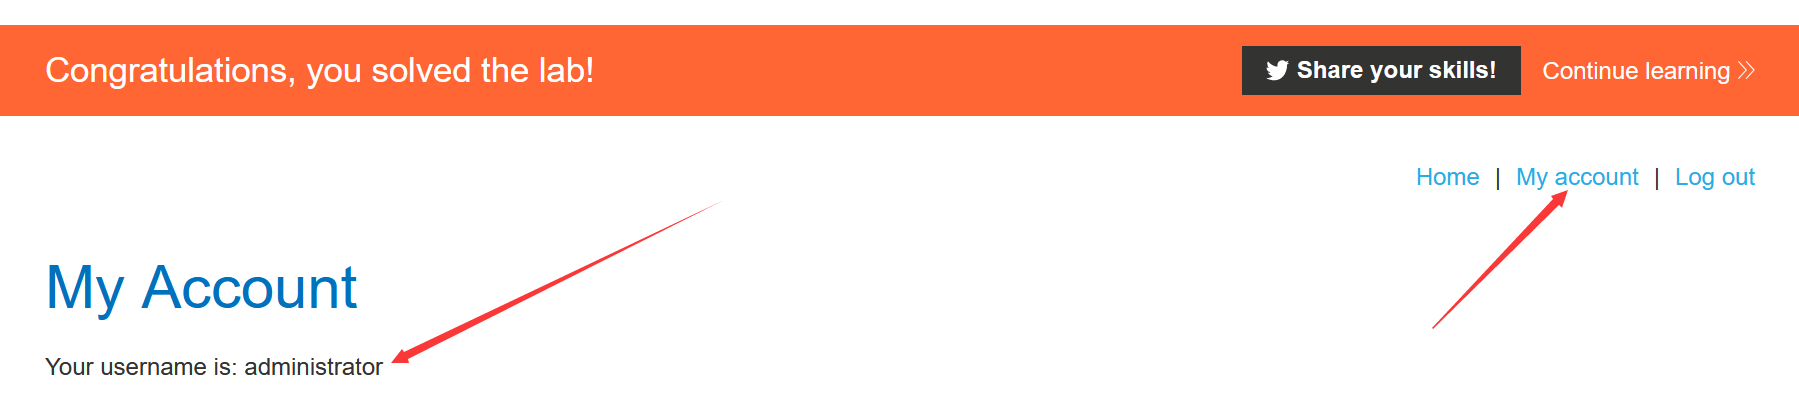 Congratulations, you solved the lab!
Share your skills!
Continue learning
Home | My account | Log out
My Account
Your username is: administrator